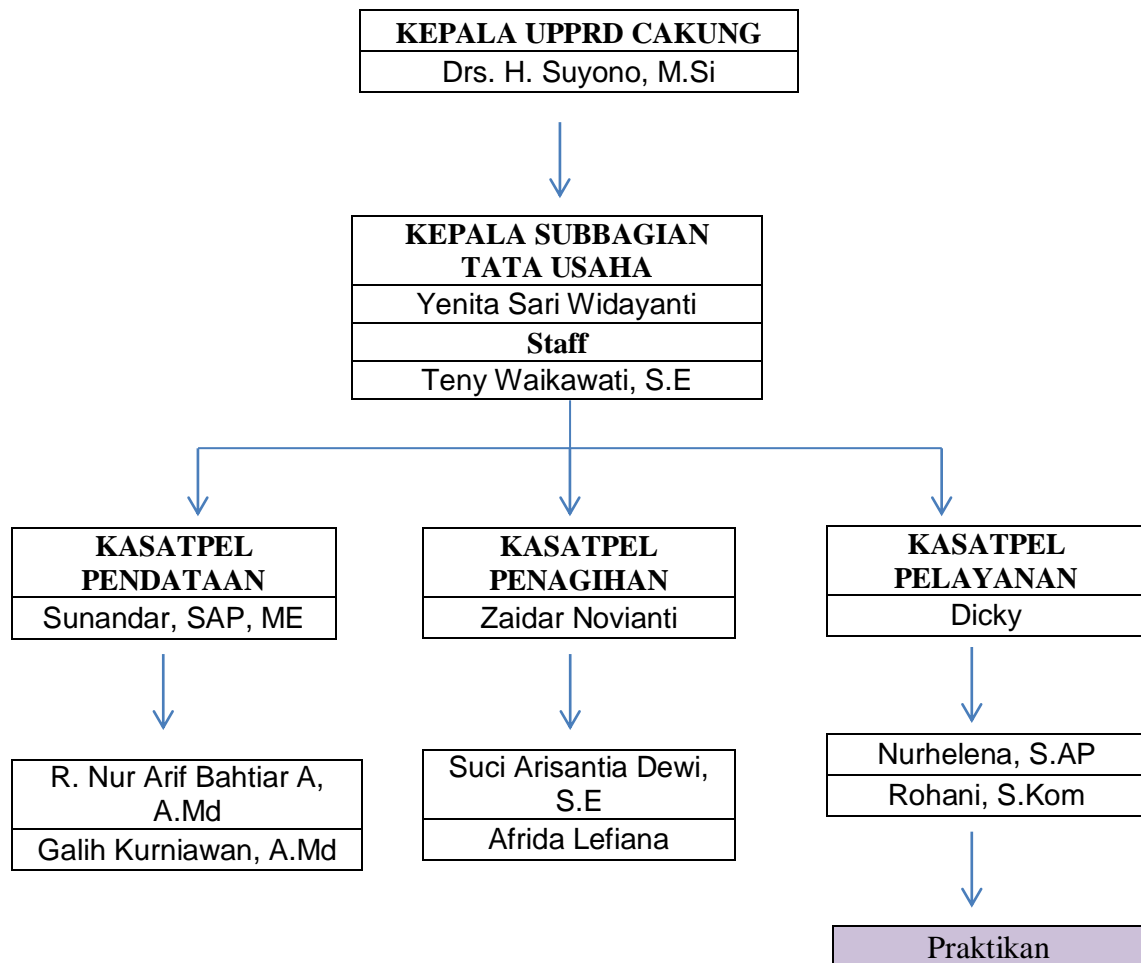 KEPALA UPPRD CAKUNG
Drs. H. Suyono, M.Si
KEPALA SUBBAGIAN
TATA USAHA
Yenita Sari Widayanti
Staff
Teny Waikawati, S.E
KASATPEL
PENDATAAN
Sunandar, SAP, ME
R. Nur Arif Bahtiar A,
A.Md
Galih Kurniawan, A.Md
KASATPEL
PENAGIHAN
Zaidar Novianti
Suci Arisantia Dewi,
S.E
Afrida Lefiana
KASATPEL
PELAYANAN
Dicky
Nurhelena, S.AP
Rohani, S.Kom
Praktikan